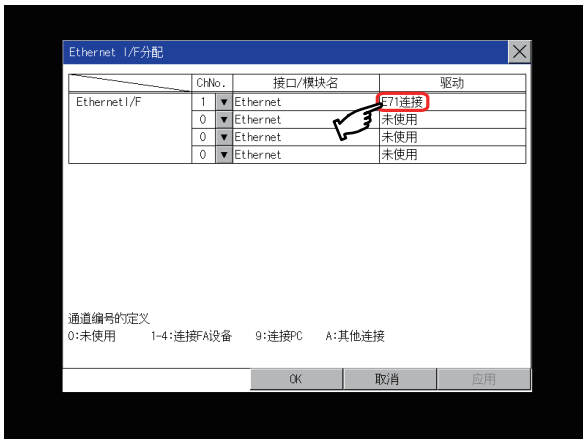 Ethernet I/F分配
ChNo. 接口/模块名 驱动
Ethernet I/F 1 ▼ Ethernet E71连接
0 ▼ Ethernet 未使用
0 ▼ Ethernet 未使用
0 ▼ Ethernet 未使用
通道编号的定义
0:未使用 1-4:连接FA设备 9:连接PC A:其他连接
OK 取消 应用